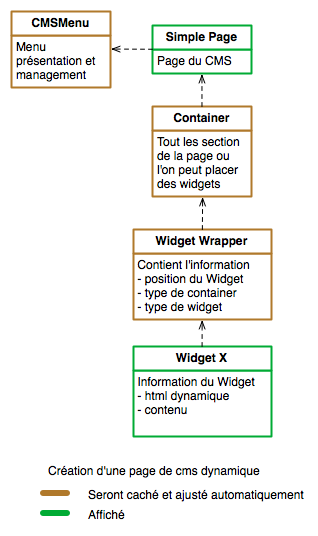 CMSMenu
Menu
présentation et
management
Simple Page
Page du CMS
Container
Tout les section
de la page ou
l'on peut placer
des widgets
Widget Wrapper
Contient l'information
- position du Widget
- type de container
- type de widget
Widget X
Information du Widget
- html dynamique
- contenu
Création d'une page de cms dynamique
Seront caché et ajusté automatiquement
Affiché